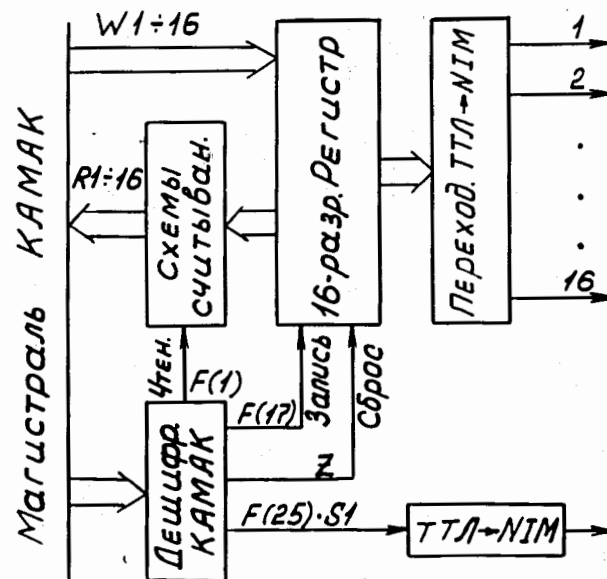 W1÷16
Магистраль КАМАК
R1÷16
Схемы
считыван.
16-разр. Регистр
Переход. ТТЛ→NIM
1
2
.
.
.
16
Чтен.
F(1)
F(17)
Запись
Сброс
Z
Дешифр.
КАМАК
F(25)·S1
ТТЛ→NIM